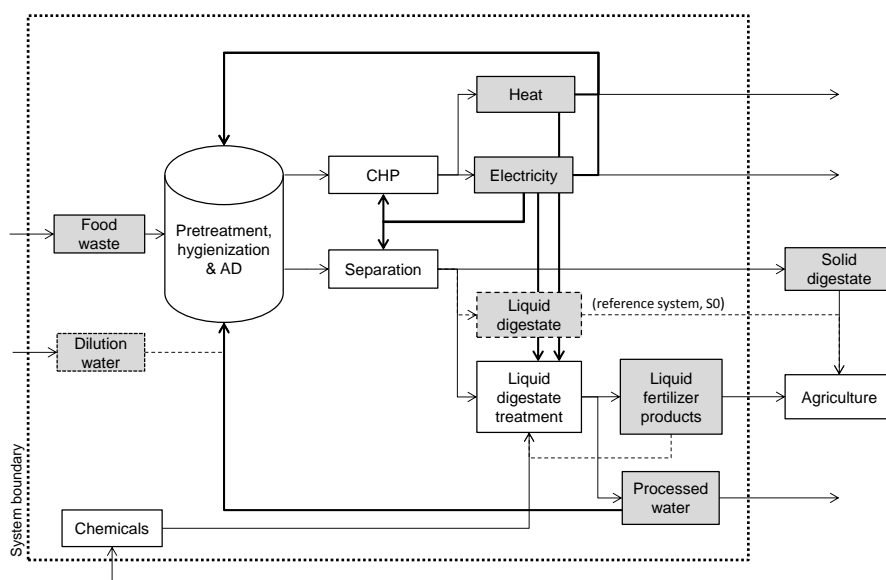 Heat
CHP
Electricity
Food
waste
Pretreatment,
hygienization
& AD
Separation
Solid
digestate
Liquid
digestate
(reference system, S0)
Dilution
water
Liquid
digestate
treatment
Liquid
fertilizer
products
Agriculture
Processed
water
Chemicals
System boundary